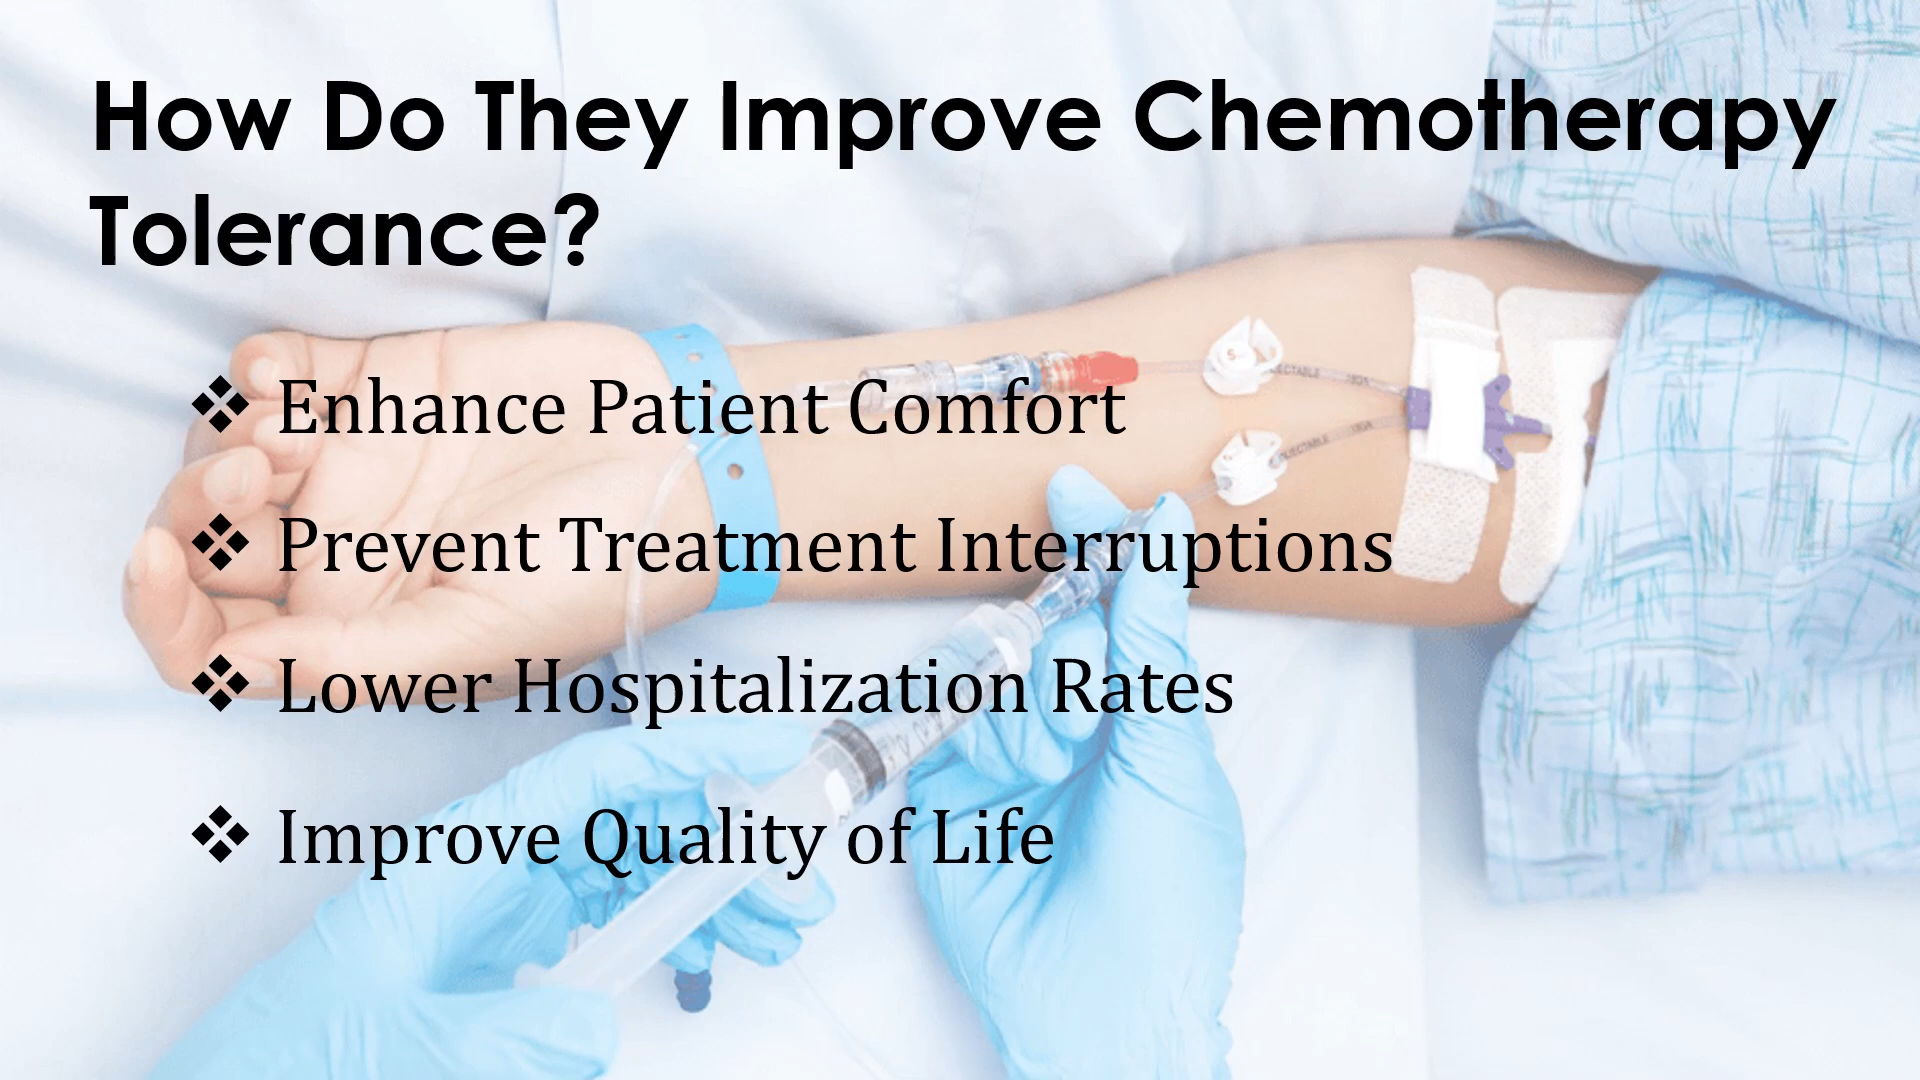 How Do They Improve Chemotherapy
Tolerance?
❖ Enhance Patient Comfort
❖ Prevent Treatment Interruptions
❖ Lower Hospitalization Rates
❖ Improve Quality of Life